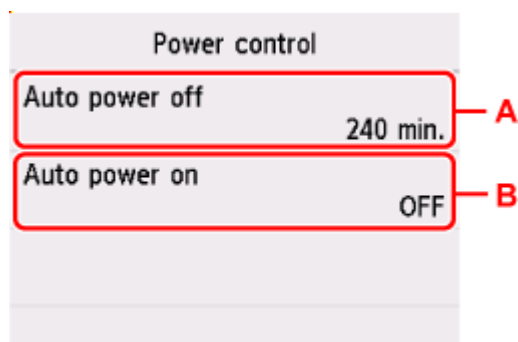 Power control
Auto power off
240 min.
A
Auto power on
OFF
B